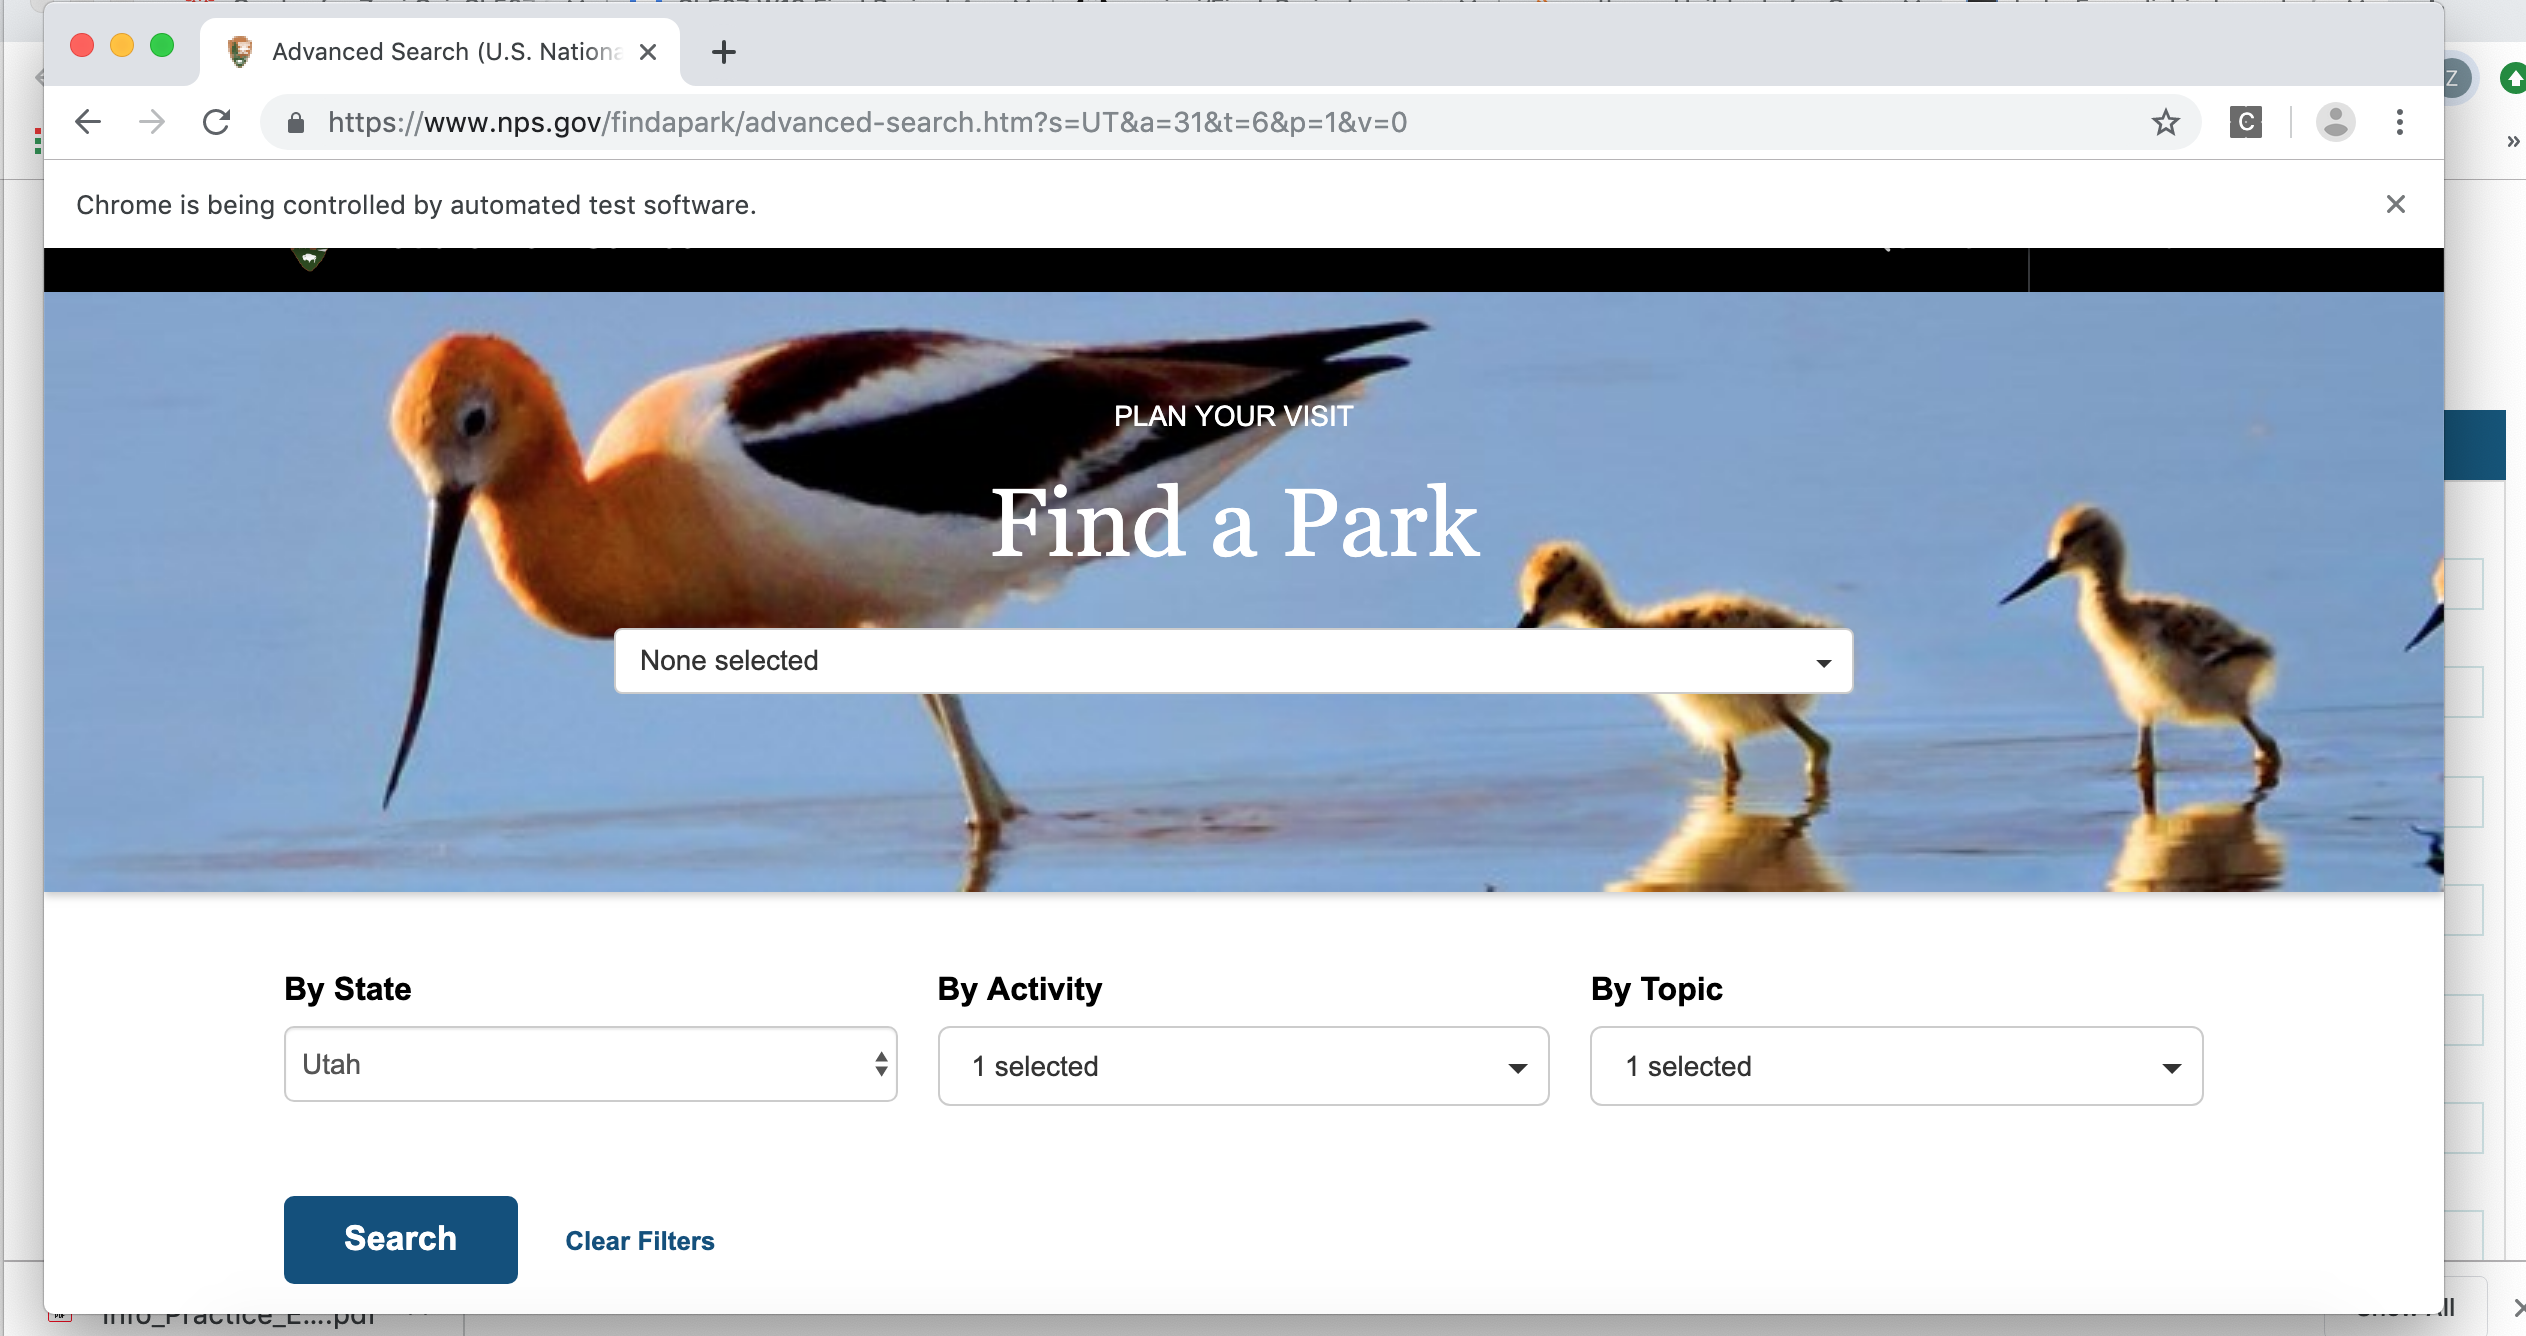 Advanced Search (U.S. Nationa
https://www.nps.gov/findapark/advanced-search.htm?s=UT&a=31&t=6&p=1&v=0
C
Z
Chrome is being controlled by automated test software.
PLAN YOUR VISIT
Find a Park
None selected
By State
By Activity
By Topic
Utah
1 selected
1 selected
Search
Clear Filters
Info_Practice_E....pdf
Show All